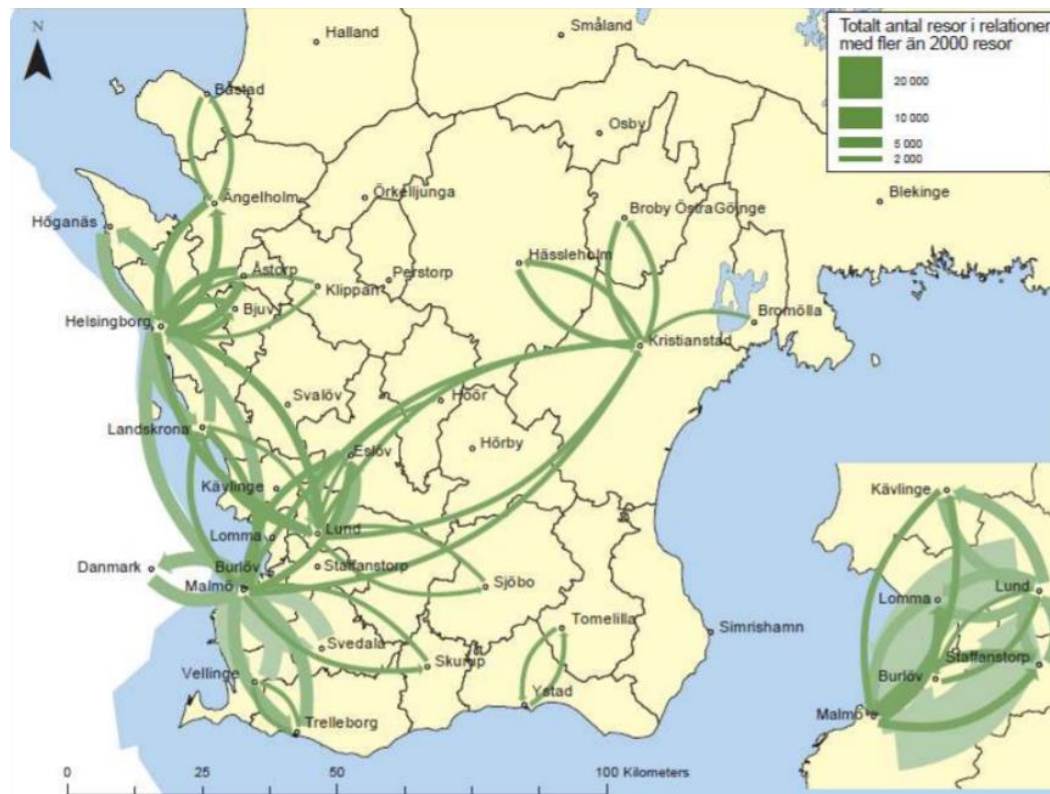 N
Halland
Småland
Totalt antal resor i relationer
med fler än 2000 resor
20 000
10 000
5 000
2 000
Båstad
Osby
Ängelholm
Örkelljunga
Blekinge
Höganäs
Broby ÖstraGöinge
Hässleholm
Åstorp
Perstorp
Klippan
Bjuv
Helsingborg
Bromölla
Kristianstad
Svalöv
Höör
Landskrona
Hörby
Eslöv
Kävlinge
Lund
Lomma
Danmark
Burlöv
Staffanstorp
Malmö
Sjöbo
Tomelilla
Simrishamn
Svedala
Skurup
Vellinge
Ystad
Trelleborg
Kävlinge
Lund
Lomma
Staffanstorp
Burlöv
Malmö
0 25 50 100 Kilometers